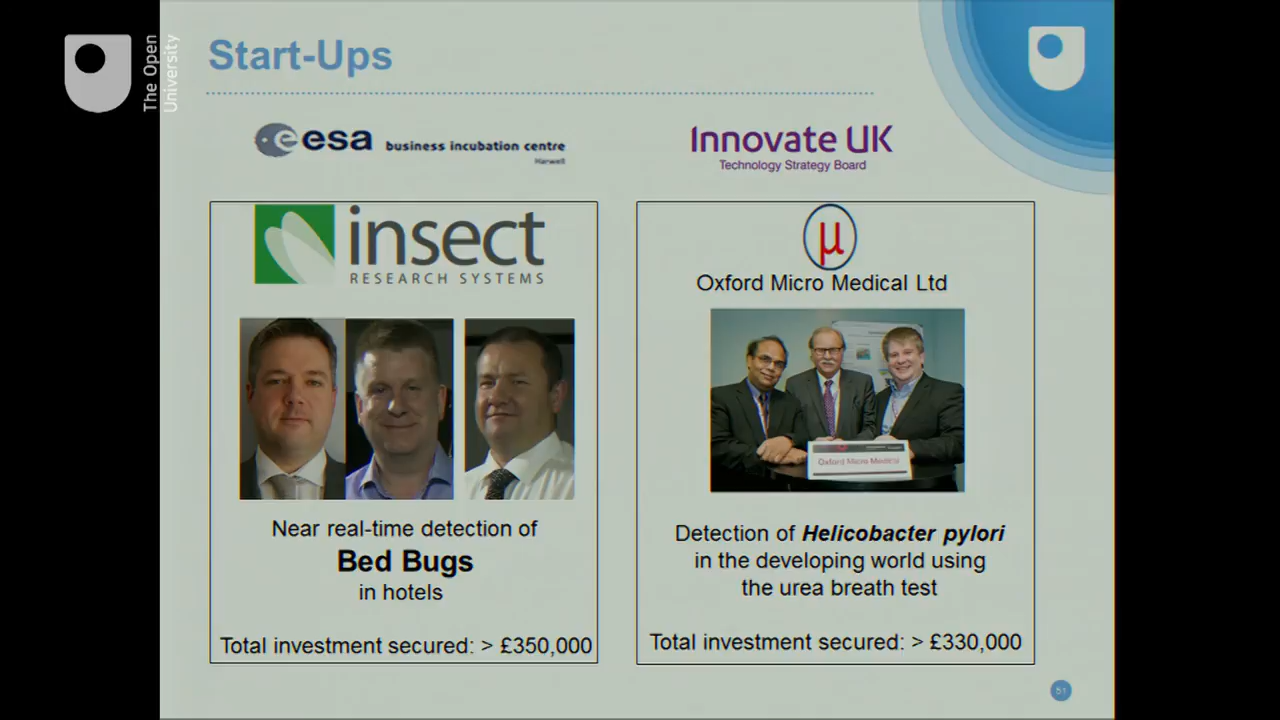 The Open
University
Start-Ups
esa business incubation centre
Harwell
Innovate UK
Technology Strategy Board
insect
RESEARCH SYSTEMS
Near real-time detection of
Bed Bugs
in hotels
Total investment secured: > £350,000
µ
Oxford Micro Medical Ltd
Oxford Micro Medical
Detection of Helicobacter pylori
in the developing world using
the urea breath test
Total investment secured: > £330,000
51